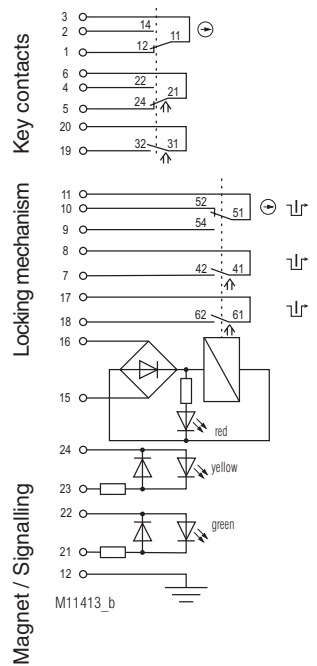 Key contacts
3
2 14
11
1 12
6
4 22
21
5 24
20
19 32 31
Locking mechanism
11
10 52
51
9 54
8
7 42 41
17
18 62 61
Magnet / Signalling
16
15
red
24
yellow
23
22
green
21
12
M11413_b